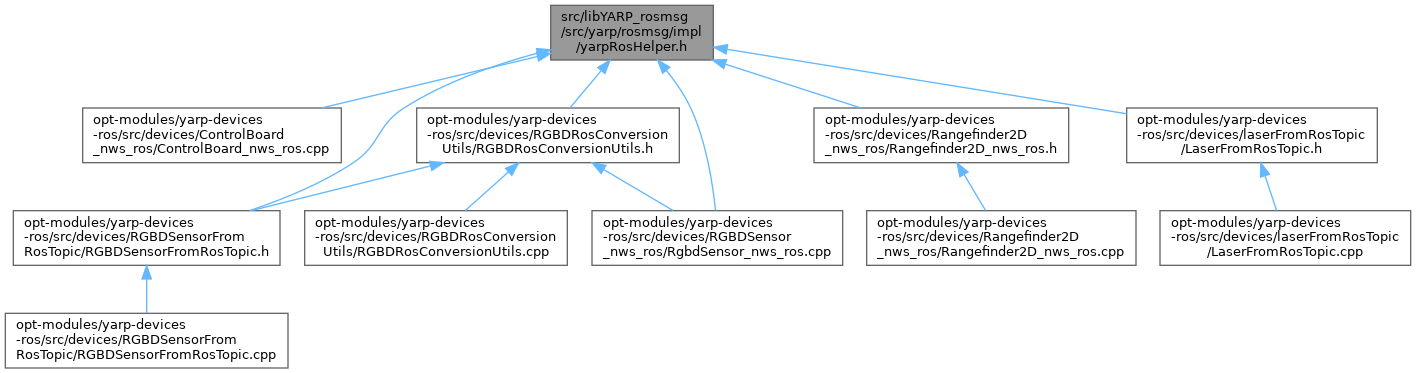 src/libYARP_rosmsg
/src/yarp/rosmsg/impl
/yarpRosHelper.h
opt-modules/yarp-devices
-ros/src/devices/ControlBoard
_nws_ros/ControlBoard_nws_ros.cpp
opt-modules/yarp-devices
-ros/src/devices/RGBDRosConversion
Utils/RGBDRosConversionUtils.h
opt-modules/yarp-devices
-ros/src/devices/Rangefinder2D
_nws_ros/Rangefinder2D_nws_ros.h
opt-modules/yarp-devices
-ros/src/devices/laserFromRosTopic
/LaserFromRosTopic.h
opt-modules/yarp-devices
-ros/src/devices/RGBDSensorFrom
RosTopic/RGBDSensorFromRosTopic.h
opt-modules/yarp-devices
-ros/src/devices/RGBDRosConversion
Utils/RGBDRosConversionUtils.cpp
opt-modules/yarp-devices
-ros/src/devices/RGBDSensor
_nws_ros/RgbdSensor_nws_ros.cpp
opt-modules/yarp-devices
-ros/src/devices/Rangefinder2D
_nws_ros/Rangefinder2D_nws_ros.cpp
opt-modules/yarp-devices
-ros/src/devices/laserFromRosTopic
/LaserFromRosTopic.cpp
opt-modules/yarp-devices
-ros/src/devices/RGBDSensorFrom
RosTopic/RGBDSensorFromRosTopic.cpp